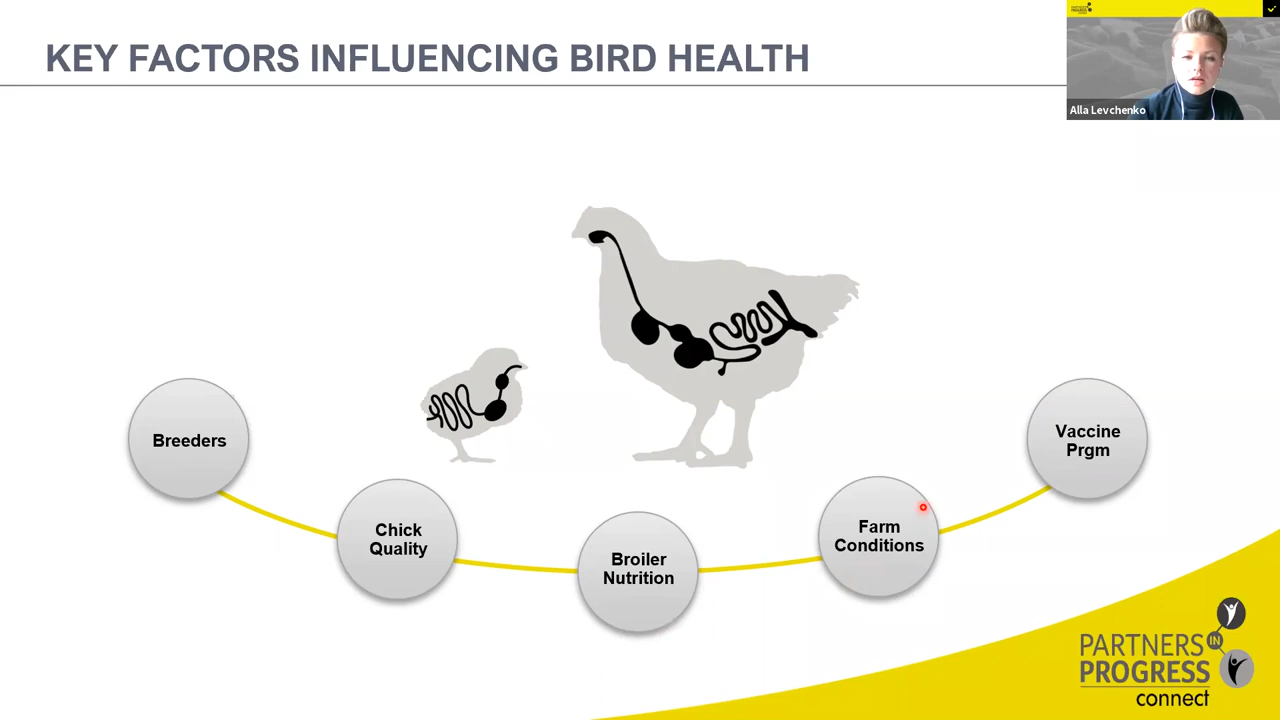 KEY FACTORS INFLUENCING BIRD HEALTH
Alla Levchenko
Breeders
Chick
Quality
Broiler
Nutrition
Farm
Conditions
Vaccine
Prgm
PARTNERS IN
PROGRESS
connect